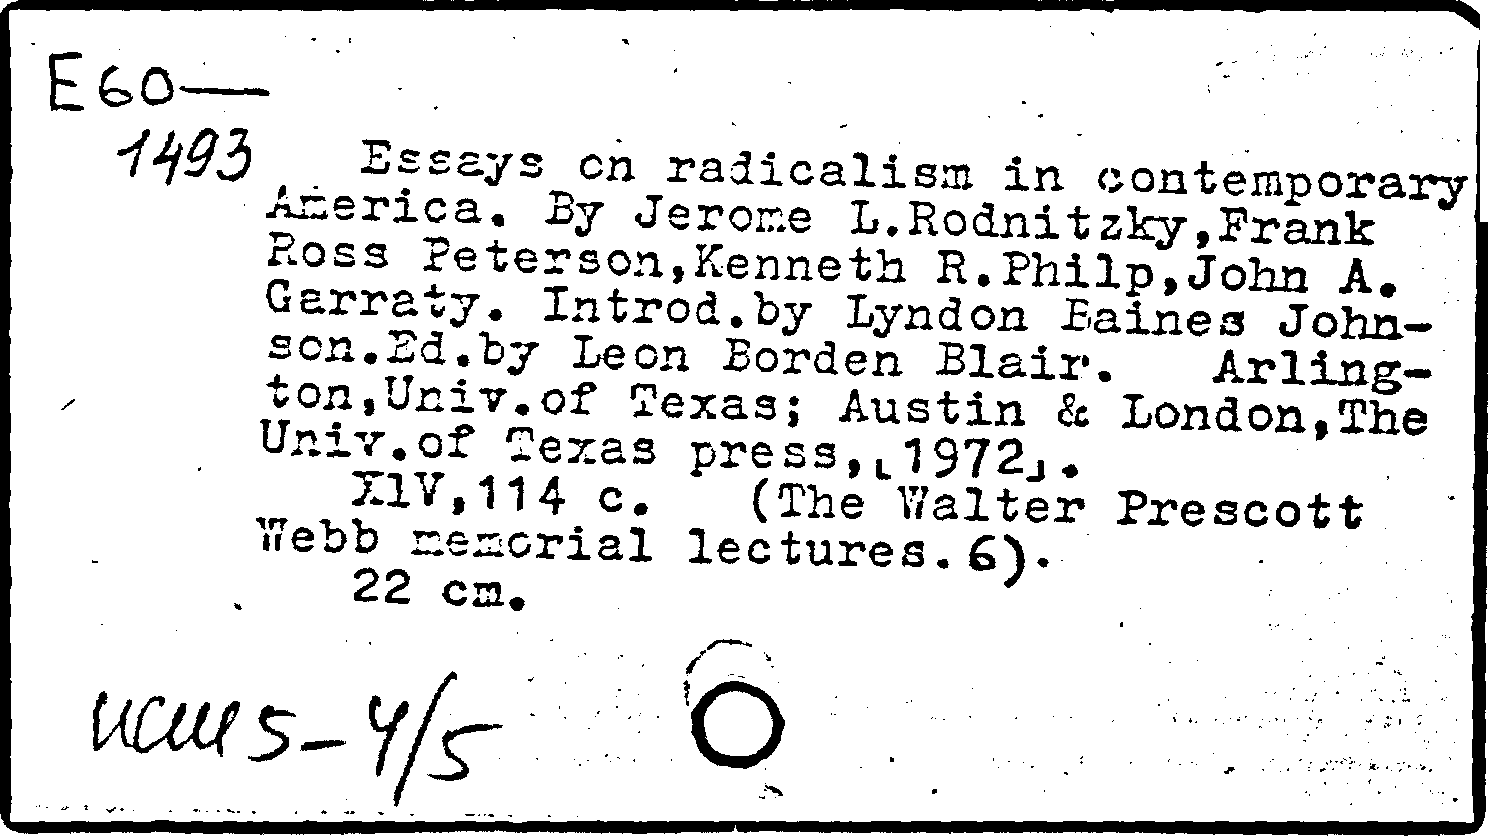 E60—
1493
Essays on radicalism in contemporary
America. By Jerome L.Rodnitzky,Frank
Ross Peterson,Kenneth R.Philp,John A.
Garraty. Introd.by Lyndon Baines John-
son.Ed.by Leon Borden Blair. Arling-
ton,Univ.of Texas; Austin & London,The
Univ.of Texas press,[1972].
XlV,114 c. (The Walter Prescott
Webb memorial lectures.6).
22 cm.
5-4/5